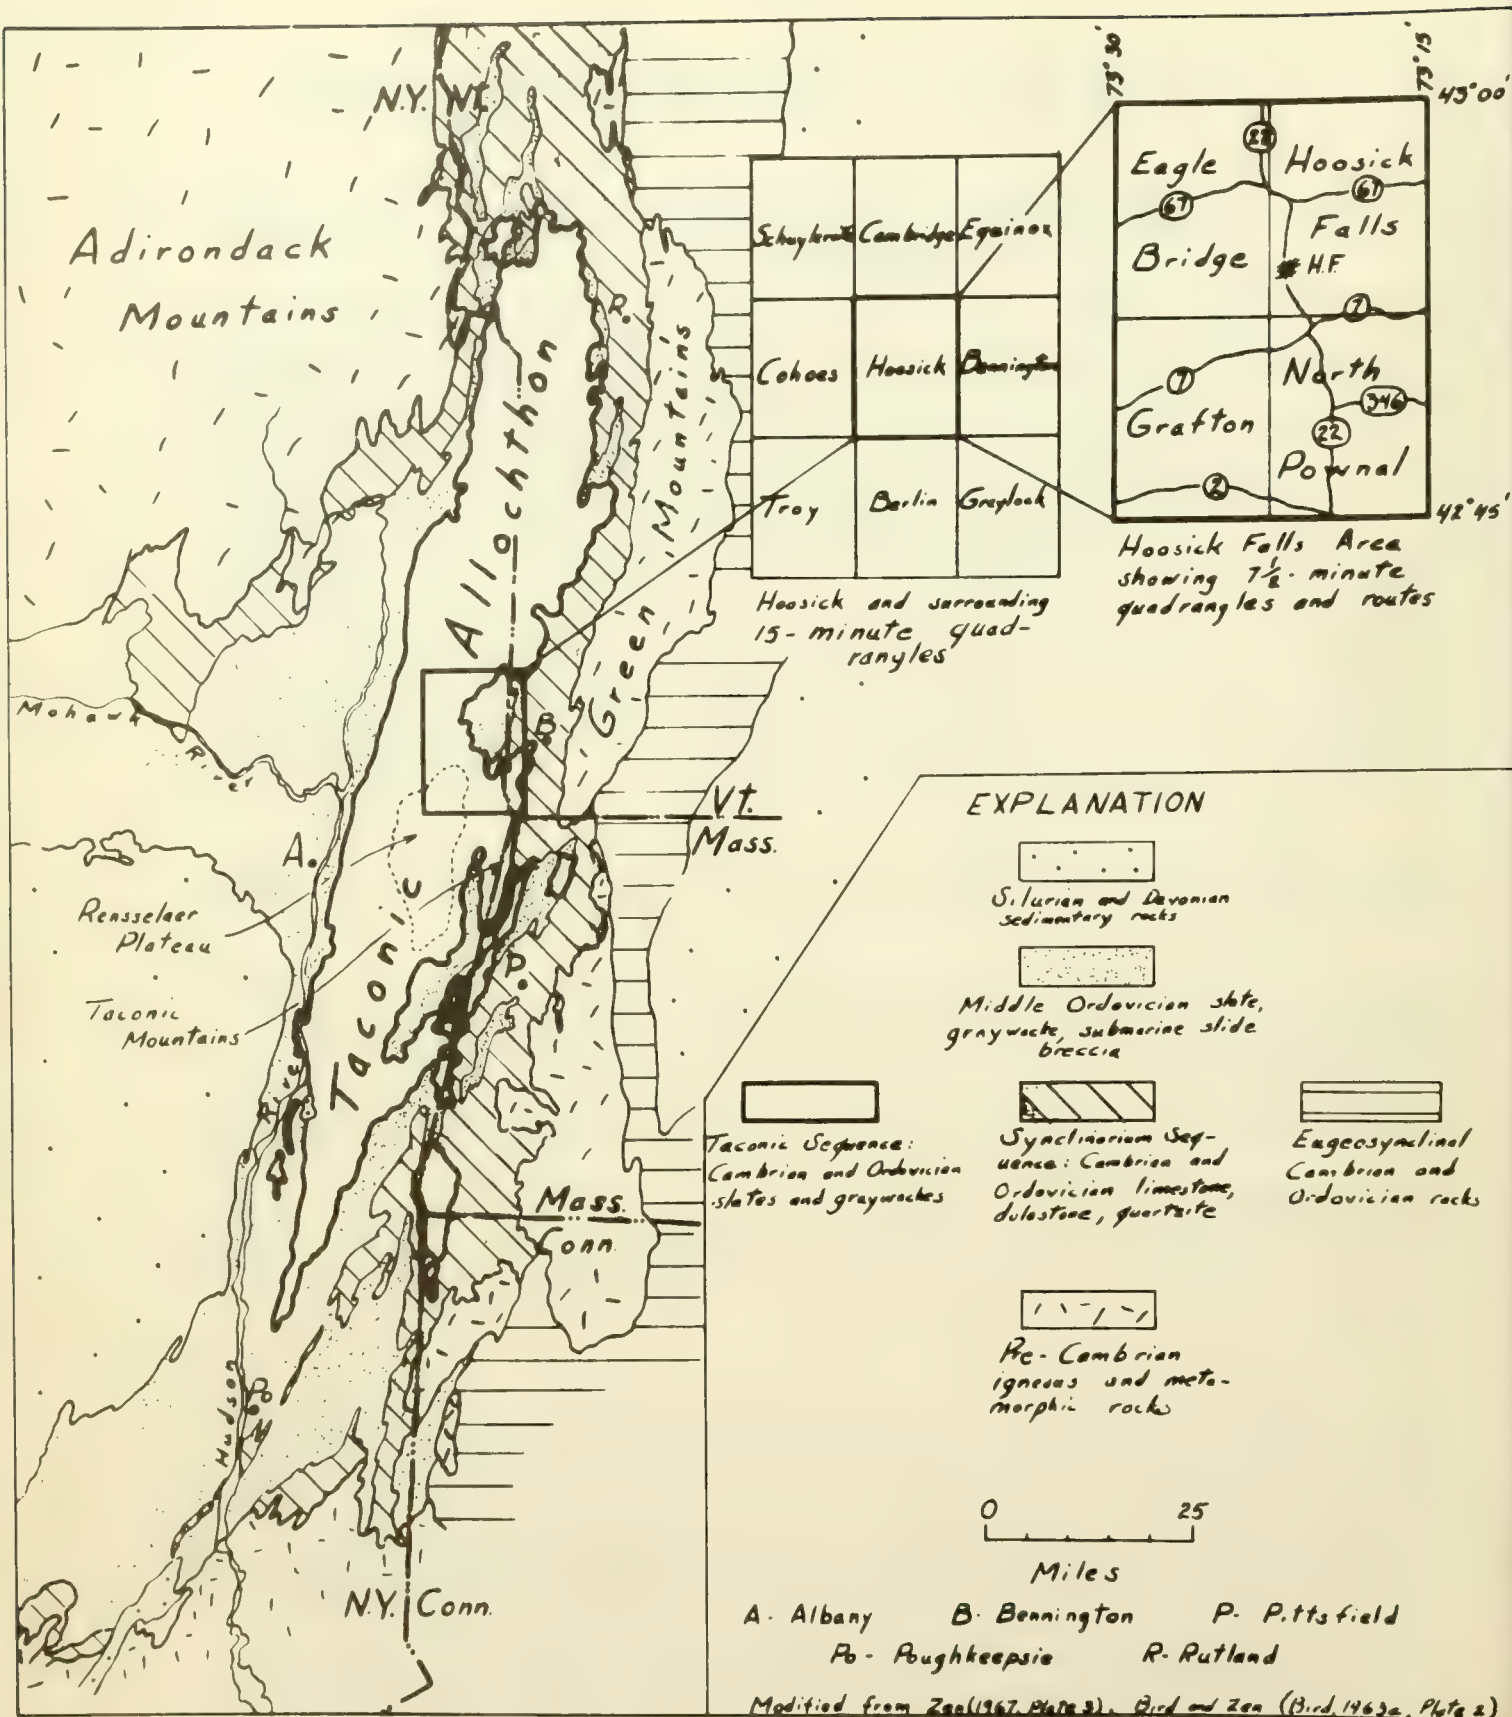 N.Y. Vt.
Adirondack
Mountains
R.
Allochthon
Green Mountains
Mohawk
River
B.
A.
Vt.
Mass.
Rensselaer
Plateau
Taconic
Mountains
Taconic
P.
River
Mass.
Conn
Hudson
Po
N.Y. Conn.
Schuylerville Cambridge Equinox
Cohoes Hoosick Bennington
Troy Berlin Greylock
Hoosick and surrounding
15-minute quad-
rangles
73°30' 73°15'
43°00'
22
Eagle Hoosick
67 67
Falls
Bridge H.F.
7
North
7
346
Grafton
22
Pownal
2
42°45'
Hoosick Falls Area
showing 7 1/2-minute
quadrangles and routes
EXPLANATION
Silurian and Devonian
sedimentary rocks
Middle Ordovician slate,
graywacke, submarine slide
breccia
Taconic Sequence:
Cambrian and Ordovician
slates and graywackes
Synclinorium Seq-
uence: Cambrian and
Ordovician limestone,
dolostone, quartzite
Eugeosynclinal
Cambrian and
Ordovician rocks
Pre-Cambrian
igneous and meta-
morphic rocks
0 25
Miles
A - Albany B - Bennington P - Pittsfield
Po - Poughkeepsie R - Rutland
Modified from Zen (1967, Plate 3), Bird and Zen (Bird, 1963a, Plate 2)